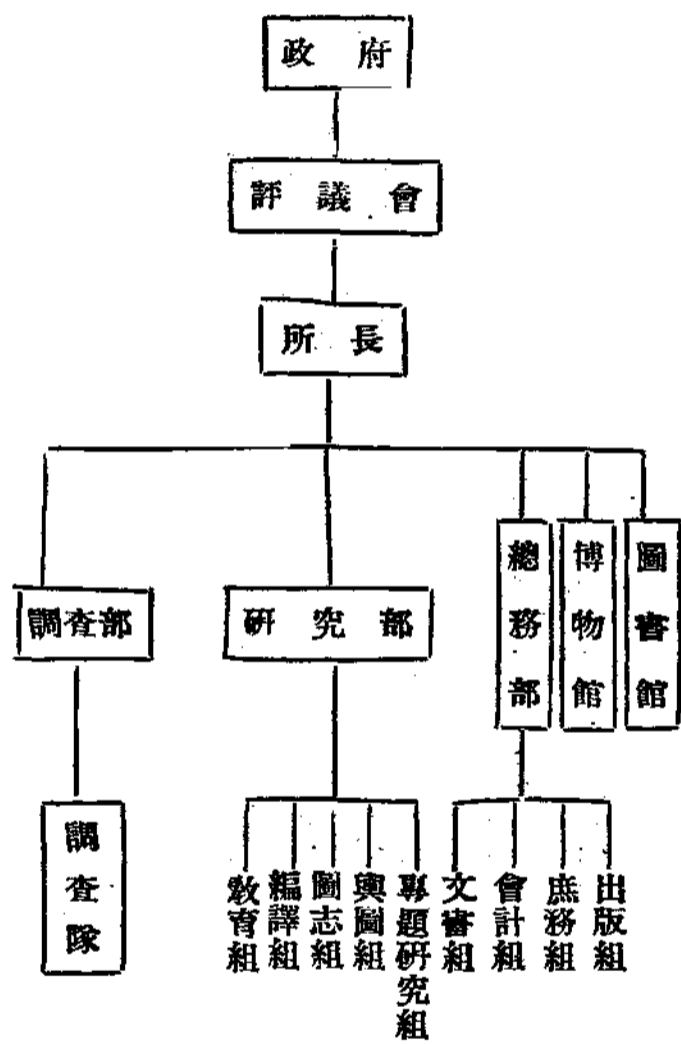 政府
評議會
所長
調查部
研究部
總務部
博物館
圖書館
調查隊
教育組
編譯組
圖志組
輿圖組
專題研究組
文書組
會計組
庶務組
出版組